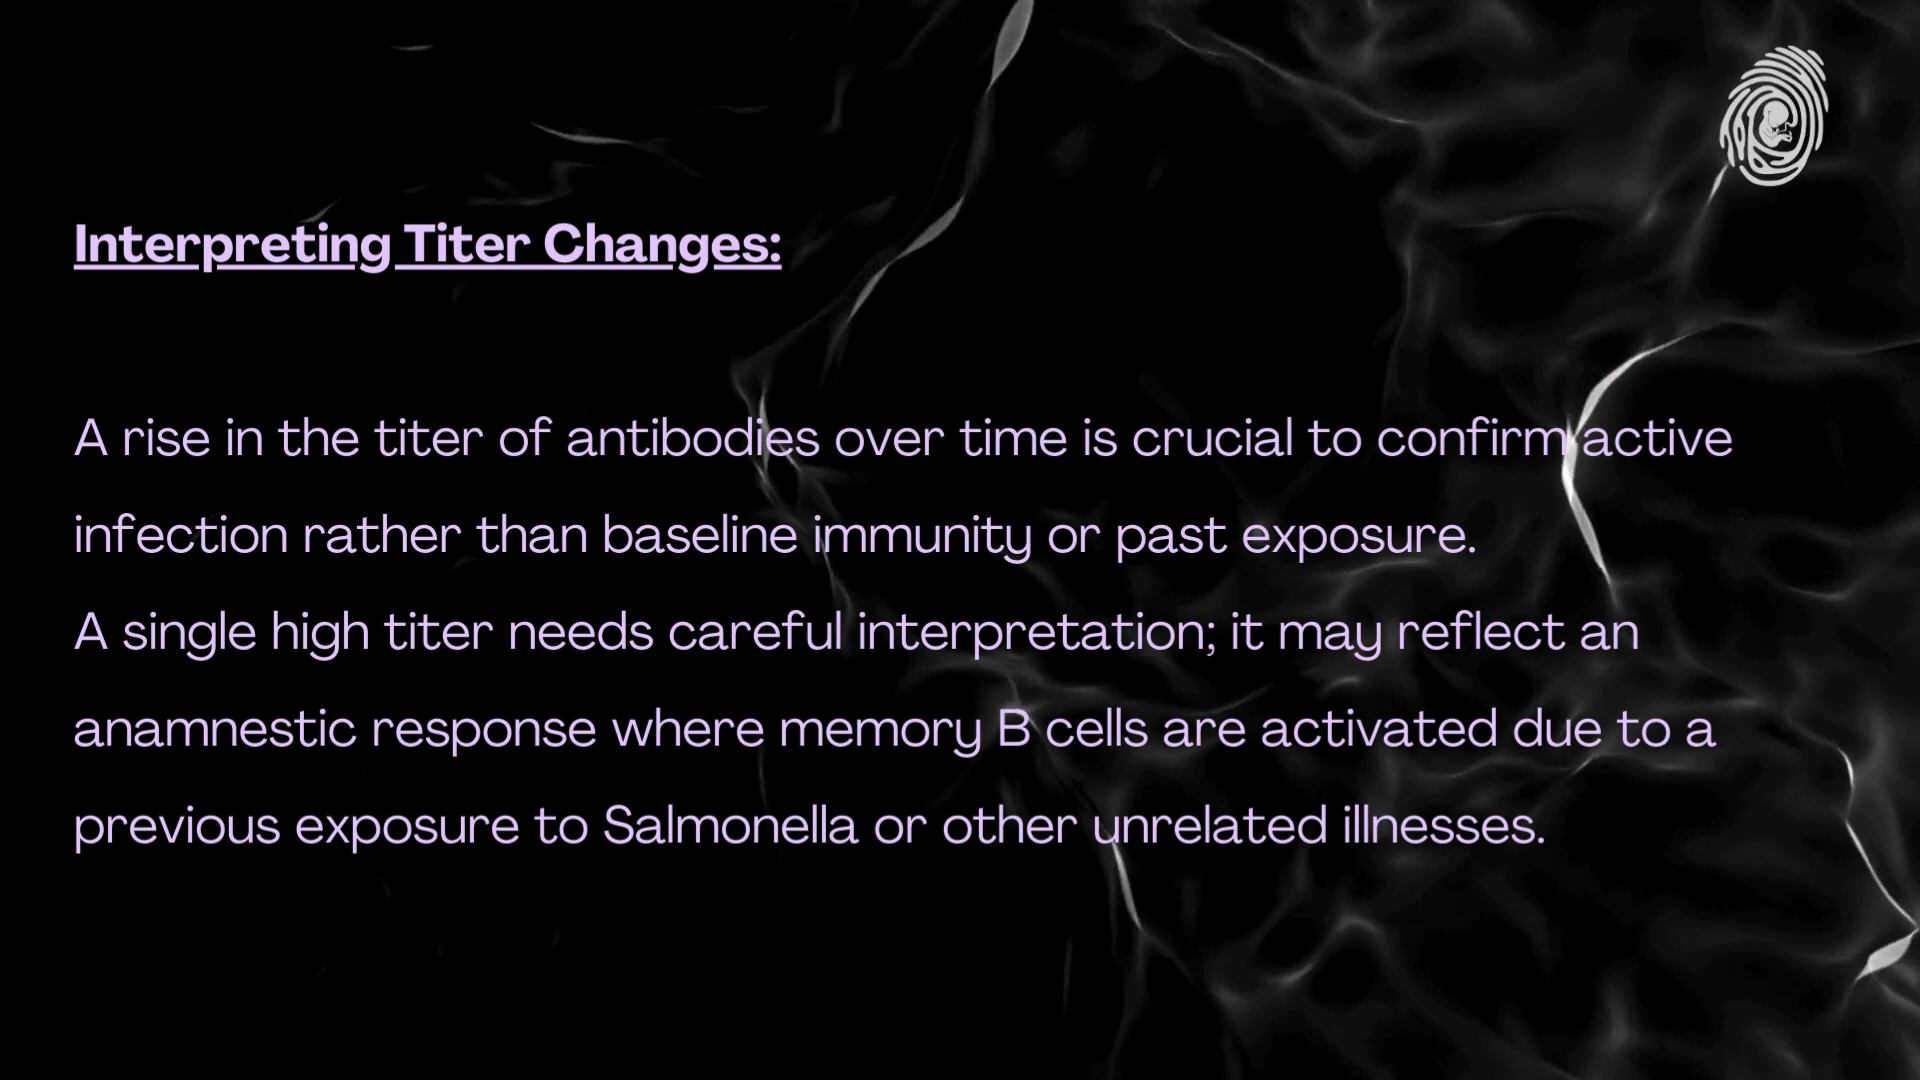 Interpreting Titer Changes:
A rise in the titer of antibodies over time is crucial to confirm active
infection rather than baseline immunity or past exposure.
A single high titer needs careful interpretation; it may reflect an
anamnestic response where memory B cells are activated due to a
previous exposure to Salmonella or other unrelated illnesses.